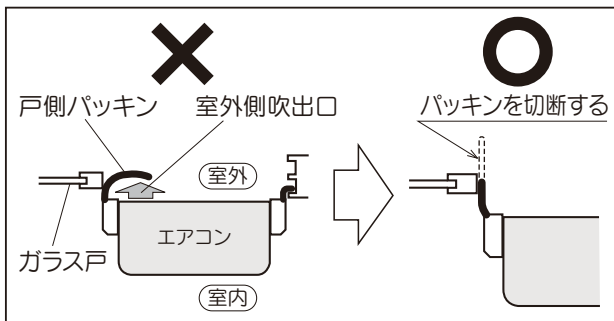 戸側パッキン
室外側吹出口
室外
エアコン
ガラス戸
室内
パッキンを切断する